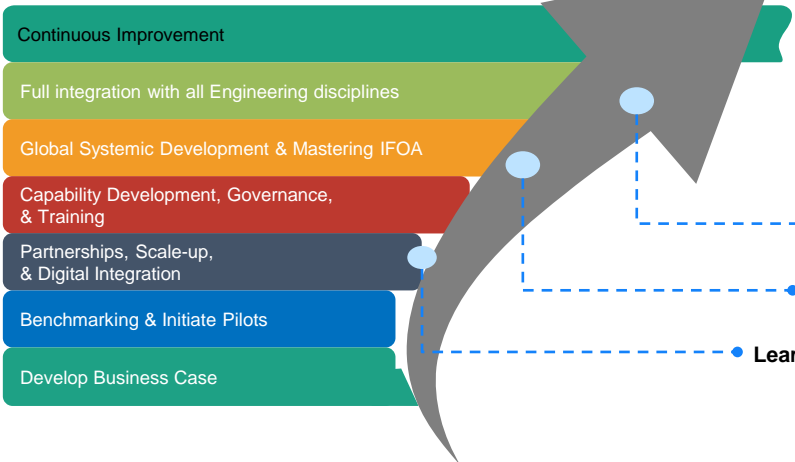 Continuous Improvement
Full integration with all Engineering disciplines
Global Systemic Development & Mastering IFOA
Capability Development, Governance,
& Training
Partnerships, Scale-up,
& Digital Integration
Benchmarking & Initiate Pilots
Develop Business Case